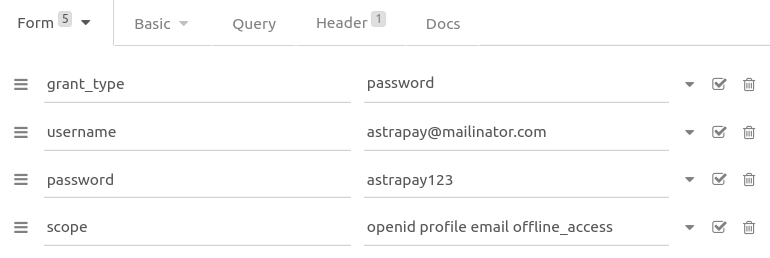 Form 5 Basic Query Header 1 Docs
grant_type password
username astrapay@mailinator.com
password astrapay123
scope openid profile email offline_access